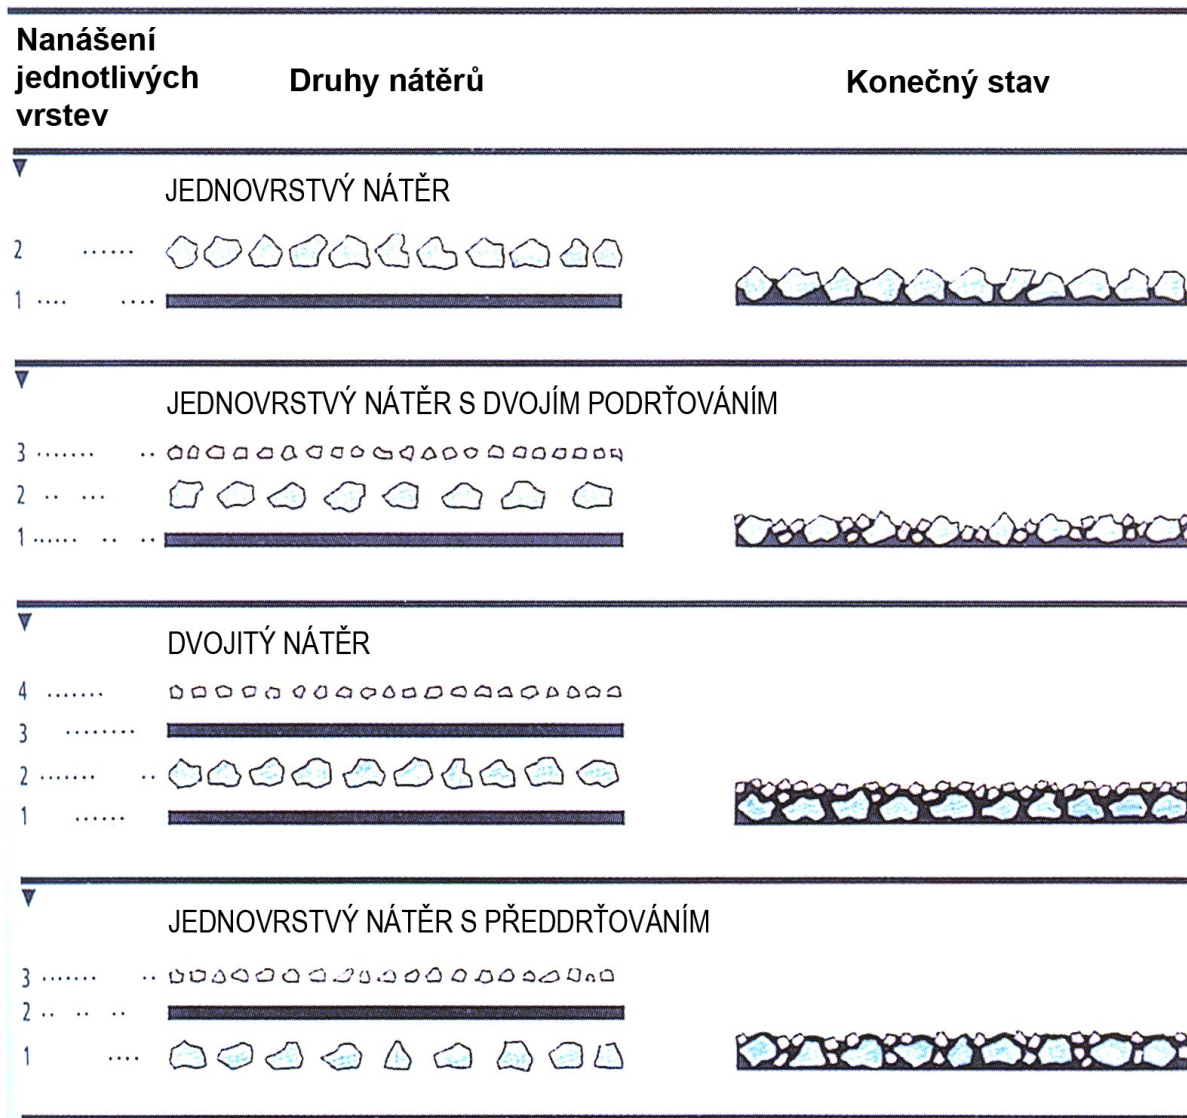 Nanášení
jednotlivých
vrstev
Druhy nátěrů
Konečný stav
JEDNOVRSTVÝ NÁTĚR
2 ......
1 .... ....
JEDNOVRSTVÝ NÁTĚR S DVOJÍM PODRŤOVÁNÍM
3 ....... ..
2 .. ...
1 ...... .. ..
DVOJITÝ NÁTĚR
4 .......
3 ........
2 ....... ..
1 ......
JEDNOVRSTVÝ NÁTĚR S PŘEDDRŤOVÁNÍM
3 ....... ..
2 .. .. ..
1 ....